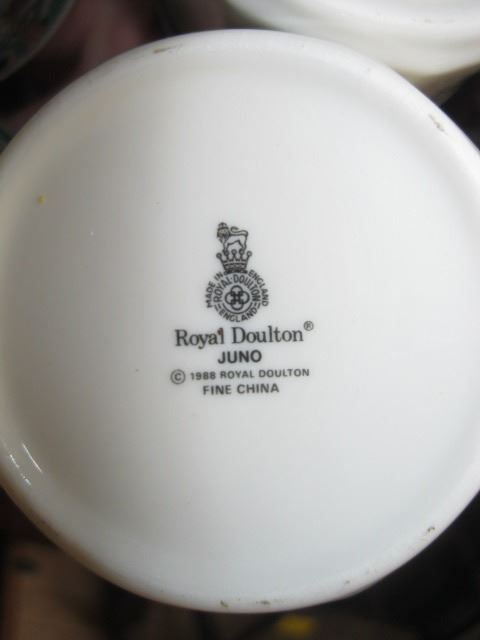 MADE IN ENGLAND
ROYAL·DOULTON
ENGLAND
Royal Doulton®
JUNO
© 1988 ROYAL DOULTON
FINE CHINA